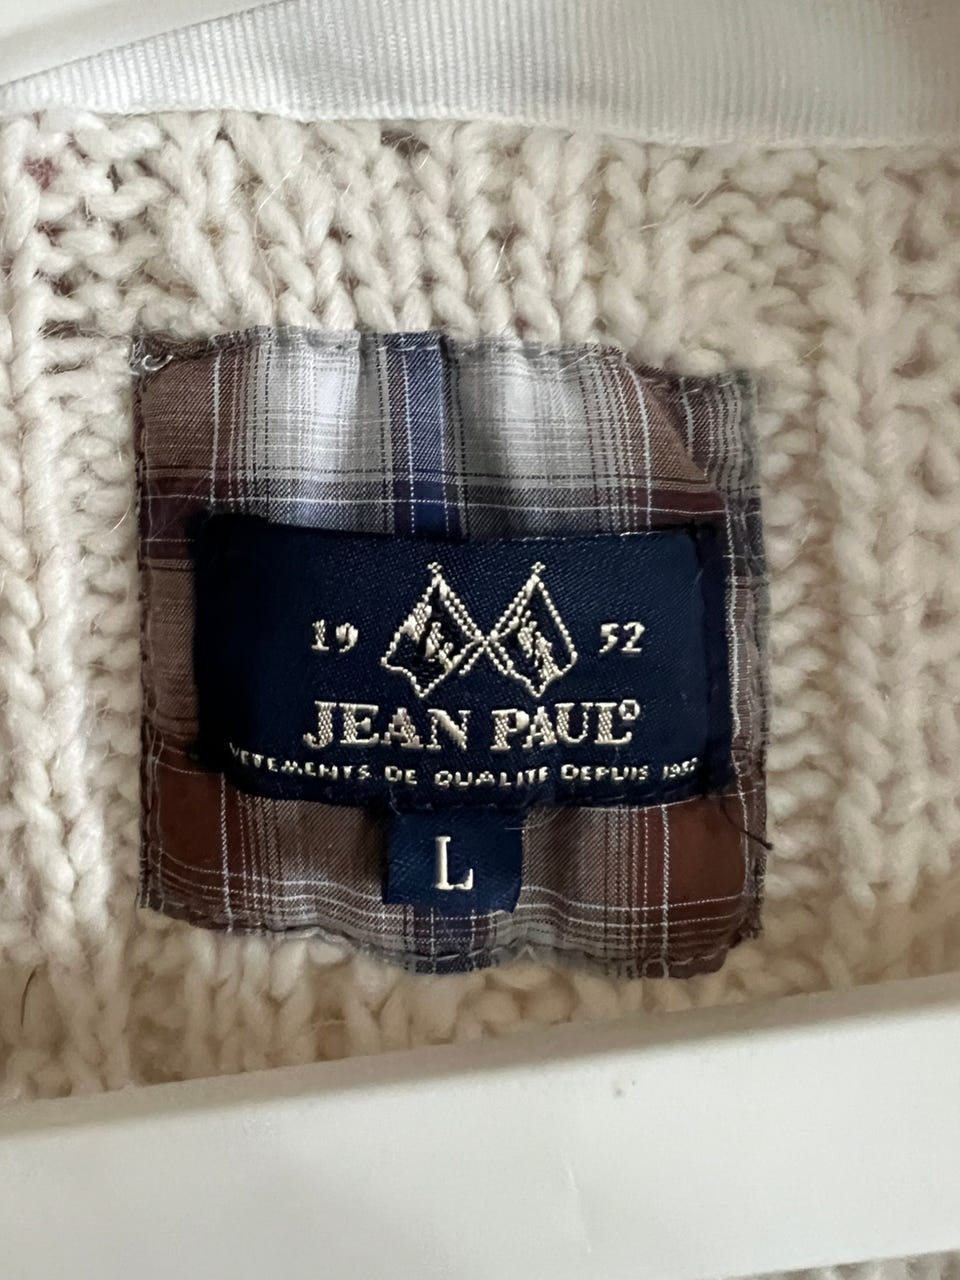 19 52
JEAN PAUL®
VETEMENTS DE QUALITE DEPUIS 1952
L